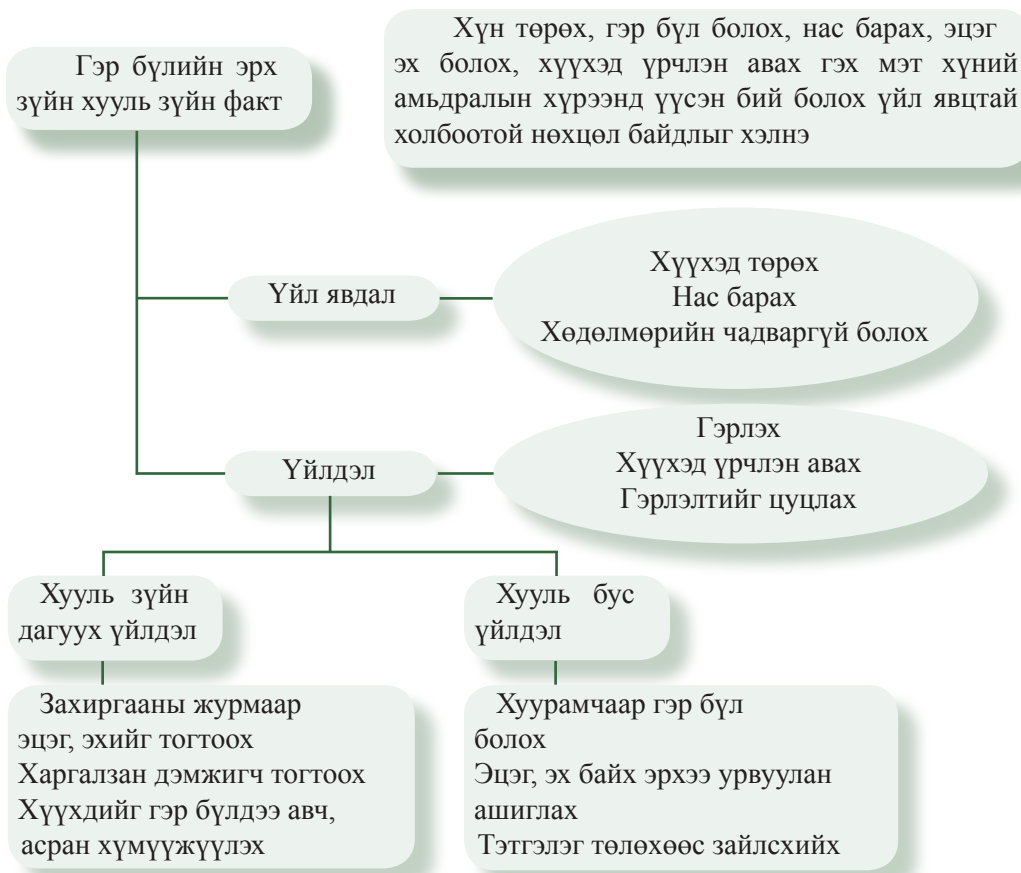 Гэр бүлийн эрх
зүйн хууль зүйн факт
Хүн төрөх, гэр бүл болох, нас барах, эцэг
эх болох, хүүхэд үрчлэн авах гэх мэт хүний
амьдралын хүрээнд үүсэн бий болох үйл явцтай
холбоотой нөхцөл байдлыг хэлнэ
Үйл явдал
Хүүхэд төрөх
Нас барах
Хөдөлмөрийн чадваргүй болох
Үйлдэл
Гэрлэх
Хүүхэд үрчлэн авах
Гэрлэлтийг цуцлах
Хууль зүйн
дагуух үйлдэл
Захиргааны журмаар
эцэг, эхийг тогтоох
Харгалзан дэмжигч тогтоох
Хүүхдийг гэр бүлдээ авч,
асран хүмүүжүүлэх
Хууль бус
үйлдэл
Хуурамчаар гэр бүл
болох
Эцэг, эх байх эрхээ урвуулан
ашиглах
Тэтгэлэг төлөхөөс зайлсхийх